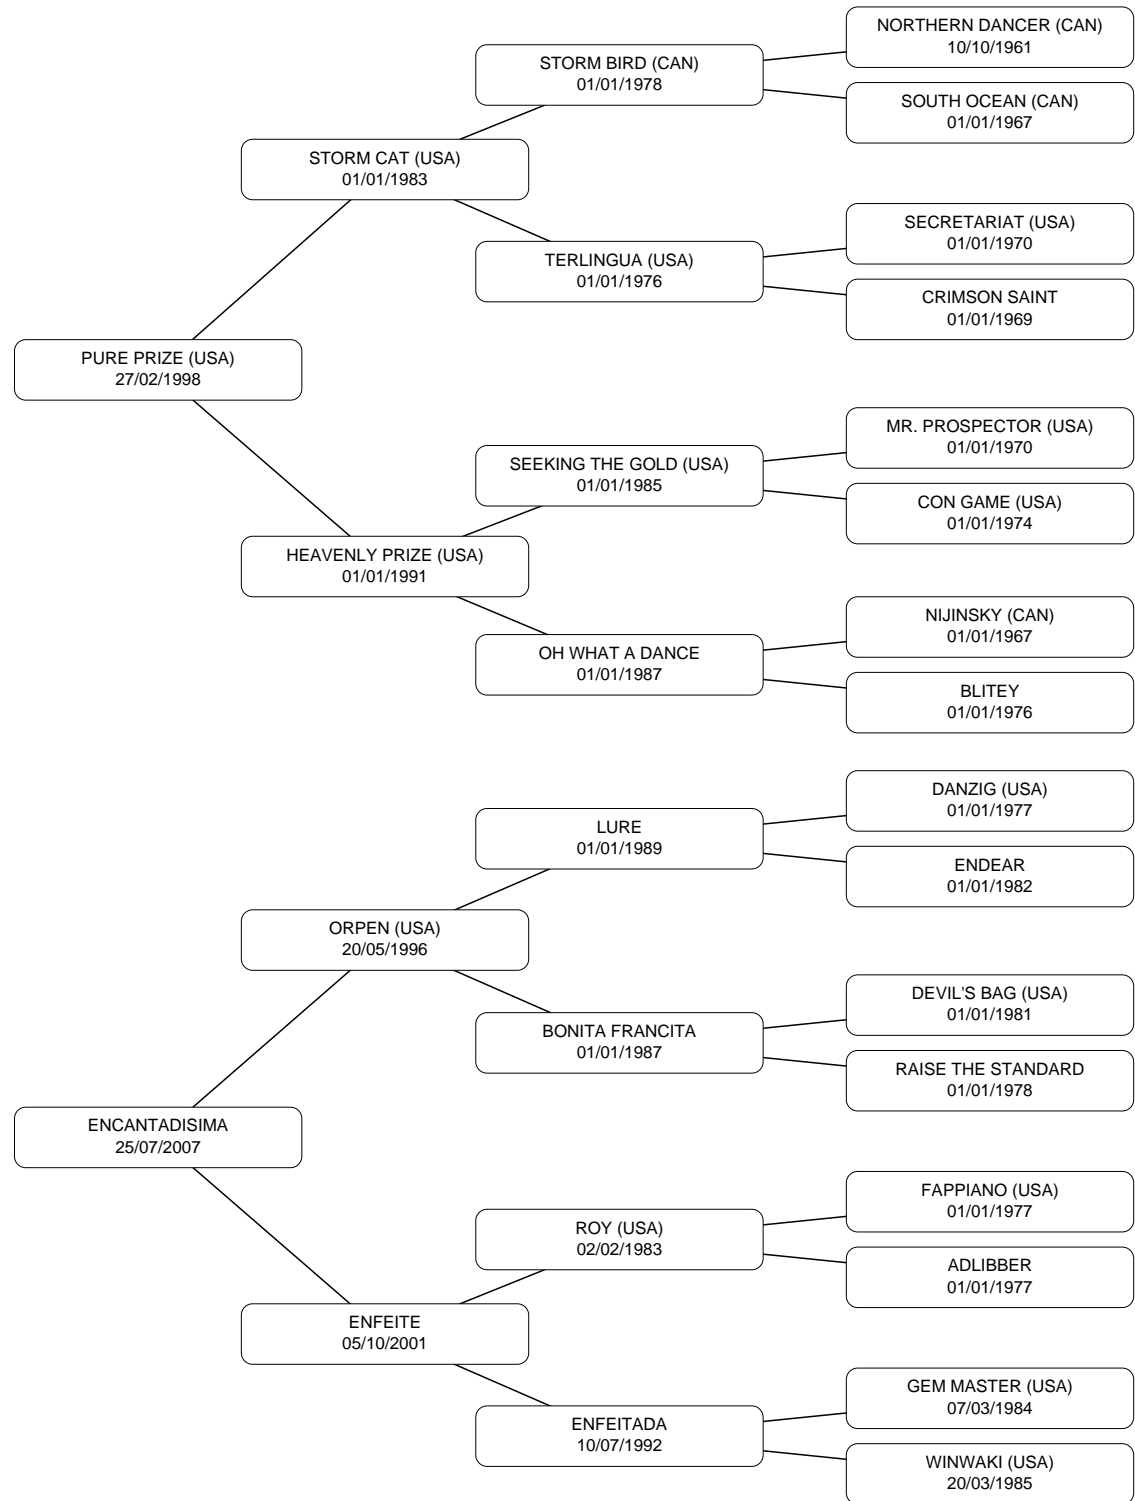 NORTHERN DANCER (CAN)
10/10/1961
STORM BIRD (CAN)
01/01/1978
SOUTH OCEAN (CAN)
01/01/1967
STORM CAT (USA)
01/01/1983
SECRETARIAT (USA)
01/01/1970
TERLINGUA (USA)
01/01/1976
CRIMSON SAINT
01/01/1969
PURE PRIZE (USA)
27/02/1998
MR. PROSPECTOR (USA)
01/01/1970
SEEKING THE GOLD (USA)
01/01/1985
CON GAME (USA)
01/01/1974
HEAVENLY PRIZE (USA)
01/01/1991
NIJINSKY (CAN)
01/01/1967
OH WHAT A DANCE
01/01/1987
BLITEY
01/01/1976
DANZIG (USA)
01/01/1977
LURE
01/01/1989
ENDEAR
01/01/1982
ORPEN (USA)
20/05/1996
DEVIL'S BAG (USA)
01/01/1981
BONITA FRANCITA
01/01/1987
RAISE THE STANDARD
01/01/1978
ENCANTADISIMA
25/07/2007
FAPPIANO (USA)
01/01/1977
ROY (USA)
02/02/1983
ADLIBBER
01/01/1977
ENFEITE
05/10/2001
GEM MASTER (USA)
07/03/1984
ENFEITADA
10/07/1992
WINWAKI (USA)
20/03/1985